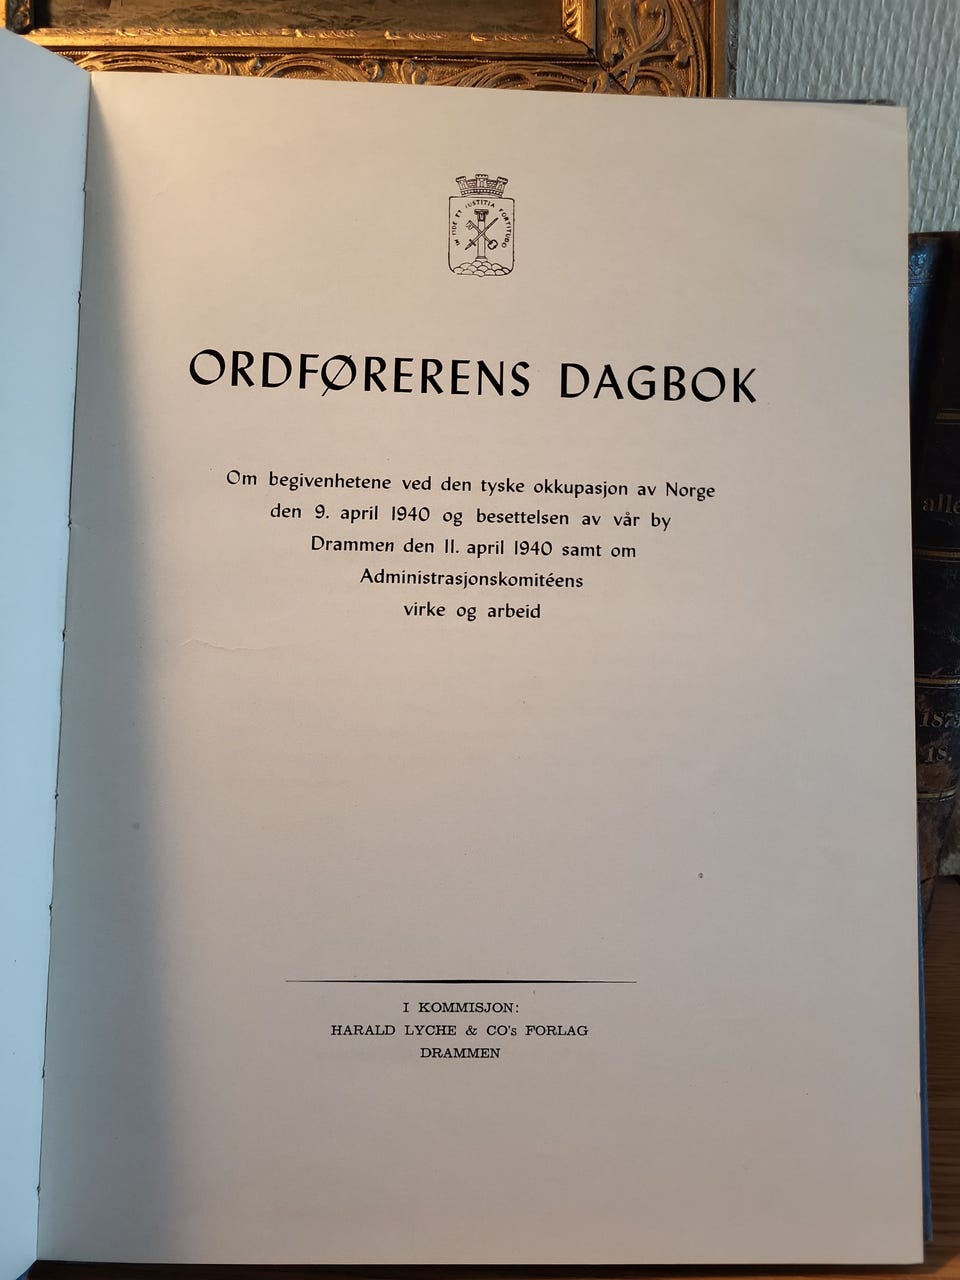 IN FIDE ET IUSTITIA FORTITUDO
ORDFØRERENS DAGBOK
Om begivenhetene ved den tyske okkupasjon av Norge
den 9. april 1940 og besettelsen av vår by
Drammen den 11. april 1940 samt om
Administrasjonskomitéens
virke og arbeid
I KOMMISJON:
HARALD LYCHE & CO's FORLAG
DRAMMEN
18.